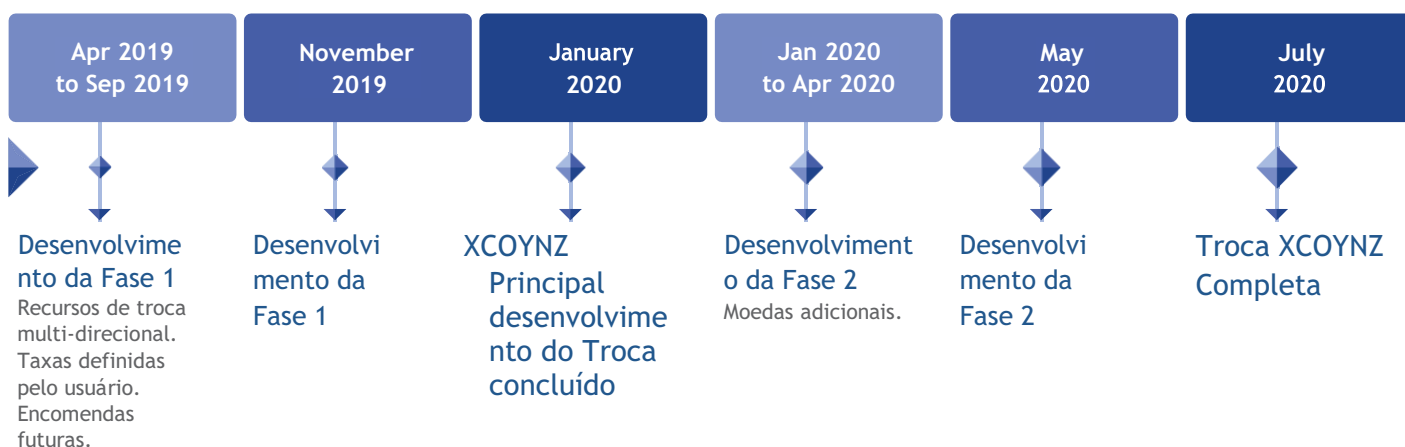 Apr 2019
to Sep 2019
November
2019
January
2020
Jan 2020
to Apr 2020
May
2020
July
2020
Desenvolvime
nto da Fase 1
Recursos de troca
multi-direcional.
Taxas definidas
pelo usuário.
Encomendas
futuras.
Desenvolvi
mento da
Fase 1
XCOYNZ
Principal
desenvolvime
nto do Troca
concluído
Desenvolviment
o da Fase 2
Moedas adicionais.
Desenvolvi
mento da
Fase 2
Troca XCOYNZ
Completa